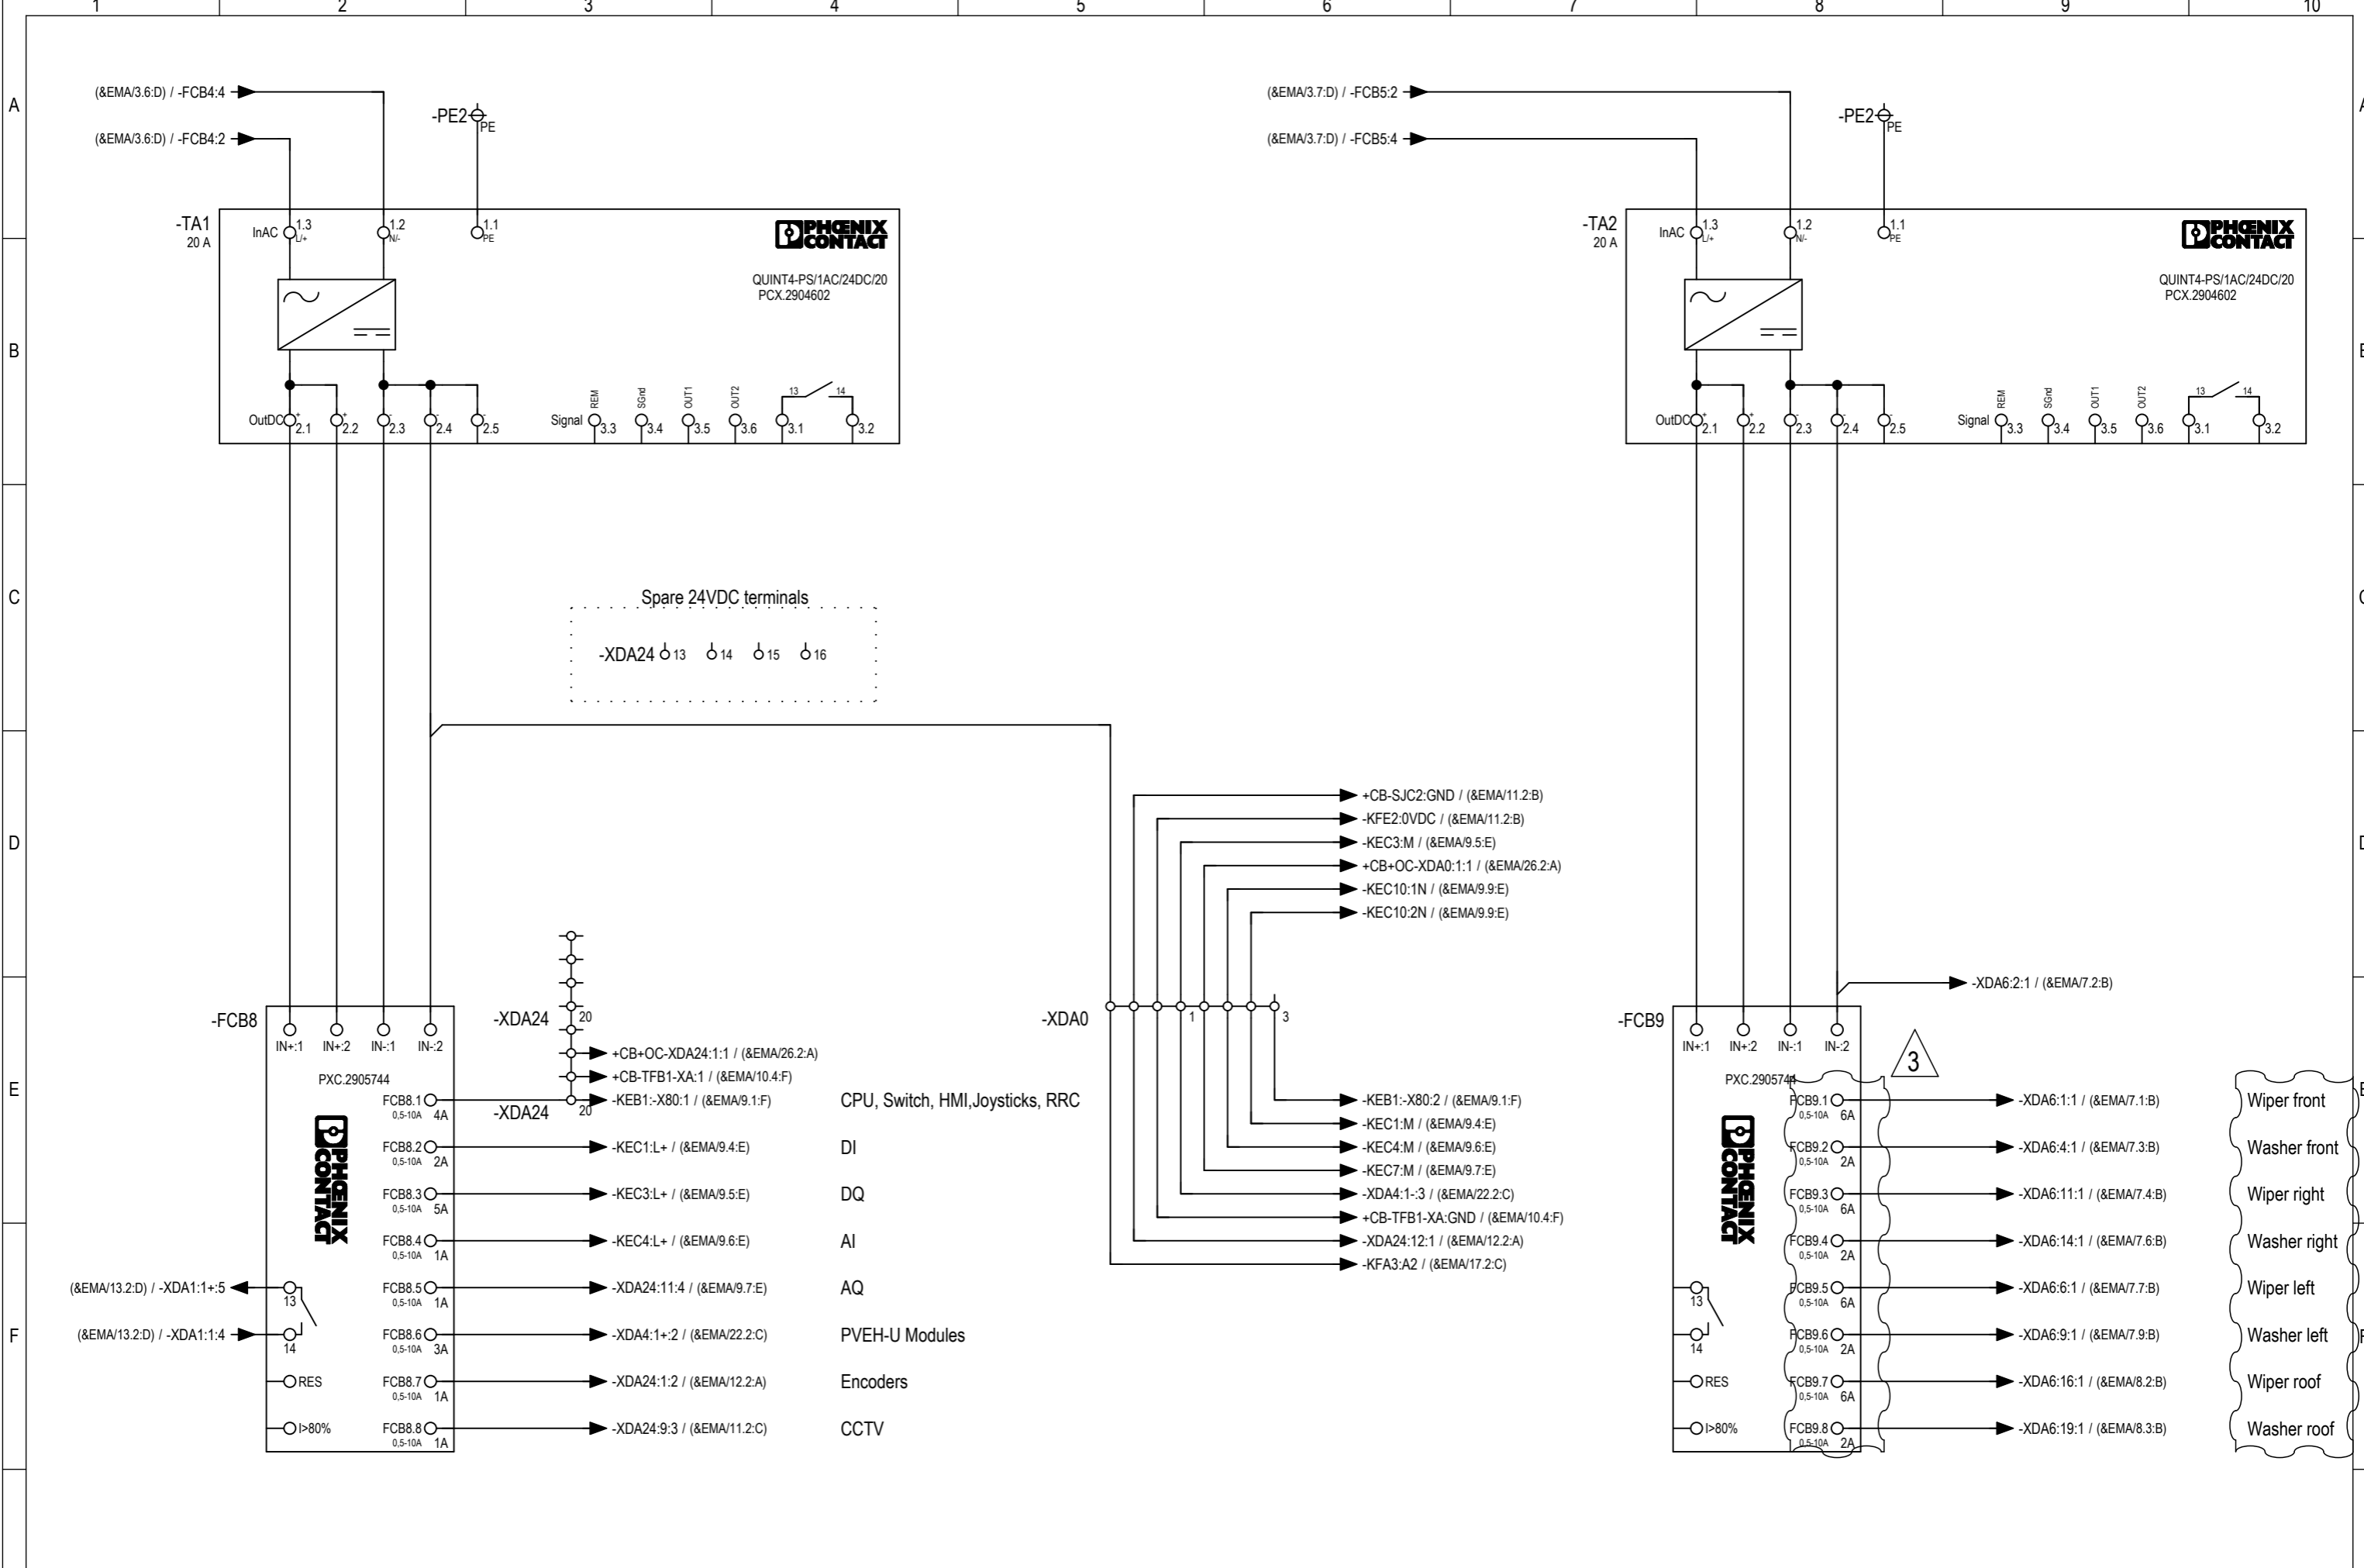 1 2 3 4 5 6 7 8 9 10
A
B
C
D
E
F
(&EMA/3.6:D) / -FCB4:4
(&EMA/3.6:D) / -FCB4:2
-PE2
PE
-TA1
20 A
InAC
1.3
L/+
1.2
N/-
1.1
PE
PHŒNIX
CONTACT
QUINT4-PS/1AC/24DC/20
PCX.2904602
OutDC
+
2.1
+
2.2
-
2.3
-
2.4
-
2.5
Signal
REM
3.3
SGnd
3.4
OUT1
3.5
OUT2
3.6
13
14
3.1
3.2
(&EMA/3.7:D) / -FCB5:2
(&EMA/3.7:D) / -FCB5:4
-PE2
PE
-TA2
20 A
InAC
1.3
L/+
1.2
N/-
1.1
PE
PHŒNIX
CONTACT
QUINT4-PS/1AC/24DC/20
PCX.2904602
OutDC
+
2.1
+
2.2
-
2.3
-
2.4
-
2.5
Signal
REM
3.3
SGnd
3.4
OUT1
3.5
OUT2
3.6
13
14
3.1
3.2
Spare 24VDC terminals
-XDA24 13 14 15 16
+CB-SJC2:GND / (&EMA/11.2:B)
-KFE2:0VDC / (&EMA/11.2:B)
-KEC3:M / (&EMA/9.5:E)
+CB+OC-XDA0:1:1 / (&EMA/26.2:A)
-KEC10:1N / (&EMA/9.9:E)
-KEC10:2N / (&EMA/9.9:E)
-XDA0
1
3
-KEB1:-X80:2 / (&EMA/9.1:F)
-KEC1:M / (&EMA/9.4:E)
-KEC4:M / (&EMA/9.6:E)
-KEC7:M / (&EMA/9.7:E)
-XDA4:1-:3 / (&EMA/22.2:C)
+CB-TFB1-XA:GND / (&EMA/10.4:F)
-XDA24:12:1 / (&EMA/12.2:A)
-KFA3:A2 / (&EMA/17.2:C)
-FCB8
IN+:1 IN+:2 IN-:1 IN-:2
PXC.2905744
PHŒNIX
CONTACT
-XDA24
20
+CB+OC-XDA24:1:1 / (&EMA/26.2:A)
+CB-TFB1-XA:1 / (&EMA/10.4:F)
-XDA24
20
FCB8.1
0,5-10A 4A
-KEB1:-X80:1 / (&EMA/9.1:F)
CPU, Switch, HMI,Joysticks, RRC
FCB8.2
0,5-10A 2A
-KEC1:L+ / (&EMA/9.4:E)
DI
FCB8.3
0,5-10A 5A
-KEC3:L+ / (&EMA/9.5:E)
DQ
FCB8.4
0,5-10A 1A
-KEC4:L+ / (&EMA/9.6:E)
AI
FCB8.5
0,5-10A 1A
-XDA24:11:4 / (&EMA/9.7:E)
AQ
FCB8.6
0,5-10A 3A
-XDA4:1+:2 / (&EMA/22.2:C)
PVEH-U Modules
FCB8.7
0,5-10A 1A
-XDA24:1:2 / (&EMA/12.2:A)
Encoders
FCB8.8
0,5-10A 1A
-XDA24:9:3 / (&EMA/11.2:C)
CCTV
(&EMA/13.2:D) / -XDA1:1+:5
13
(&EMA/13.2:D) / -XDA1:1:4
14
RES
I>80%
-XDA6:2:1 / (&EMA/7.2:B)
-FCB9
IN+:1 IN+:2 IN-:1 IN-:2
3
PXC.2905744
PHŒNIX
CONTACT
FCB9.1
0,5-10A 6A
-XDA6:1:1 / (&EMA/7.1:B)
Wiper front
FCB9.2
0,5-10A 2A
-XDA6:4:1 / (&EMA/7.3:B)
Washer front
FCB9.3
0,5-10A 6A
-XDA6:11:1 / (&EMA/7.4:B)
Wiper right
FCB9.4
0,5-10A 2A
-XDA6:14:1 / (&EMA/7.6:B)
Washer right
FCB9.5
0,5-10A 6A
-XDA6:6:1 / (&EMA/7.7:B)
Wiper left
FCB9.6
0,5-10A 2A
-XDA6:9:1 / (&EMA/7.9:B)
Washer left
FCB9.7
0,5-10A 6A
-XDA6:16:1 / (&EMA/8.2:B)
Wiper roof
FCB9.8
0,5-10A 2A
-XDA6:19:1 / (&EMA/8.3:B)
Washer roof
13
14
RES
I>80%